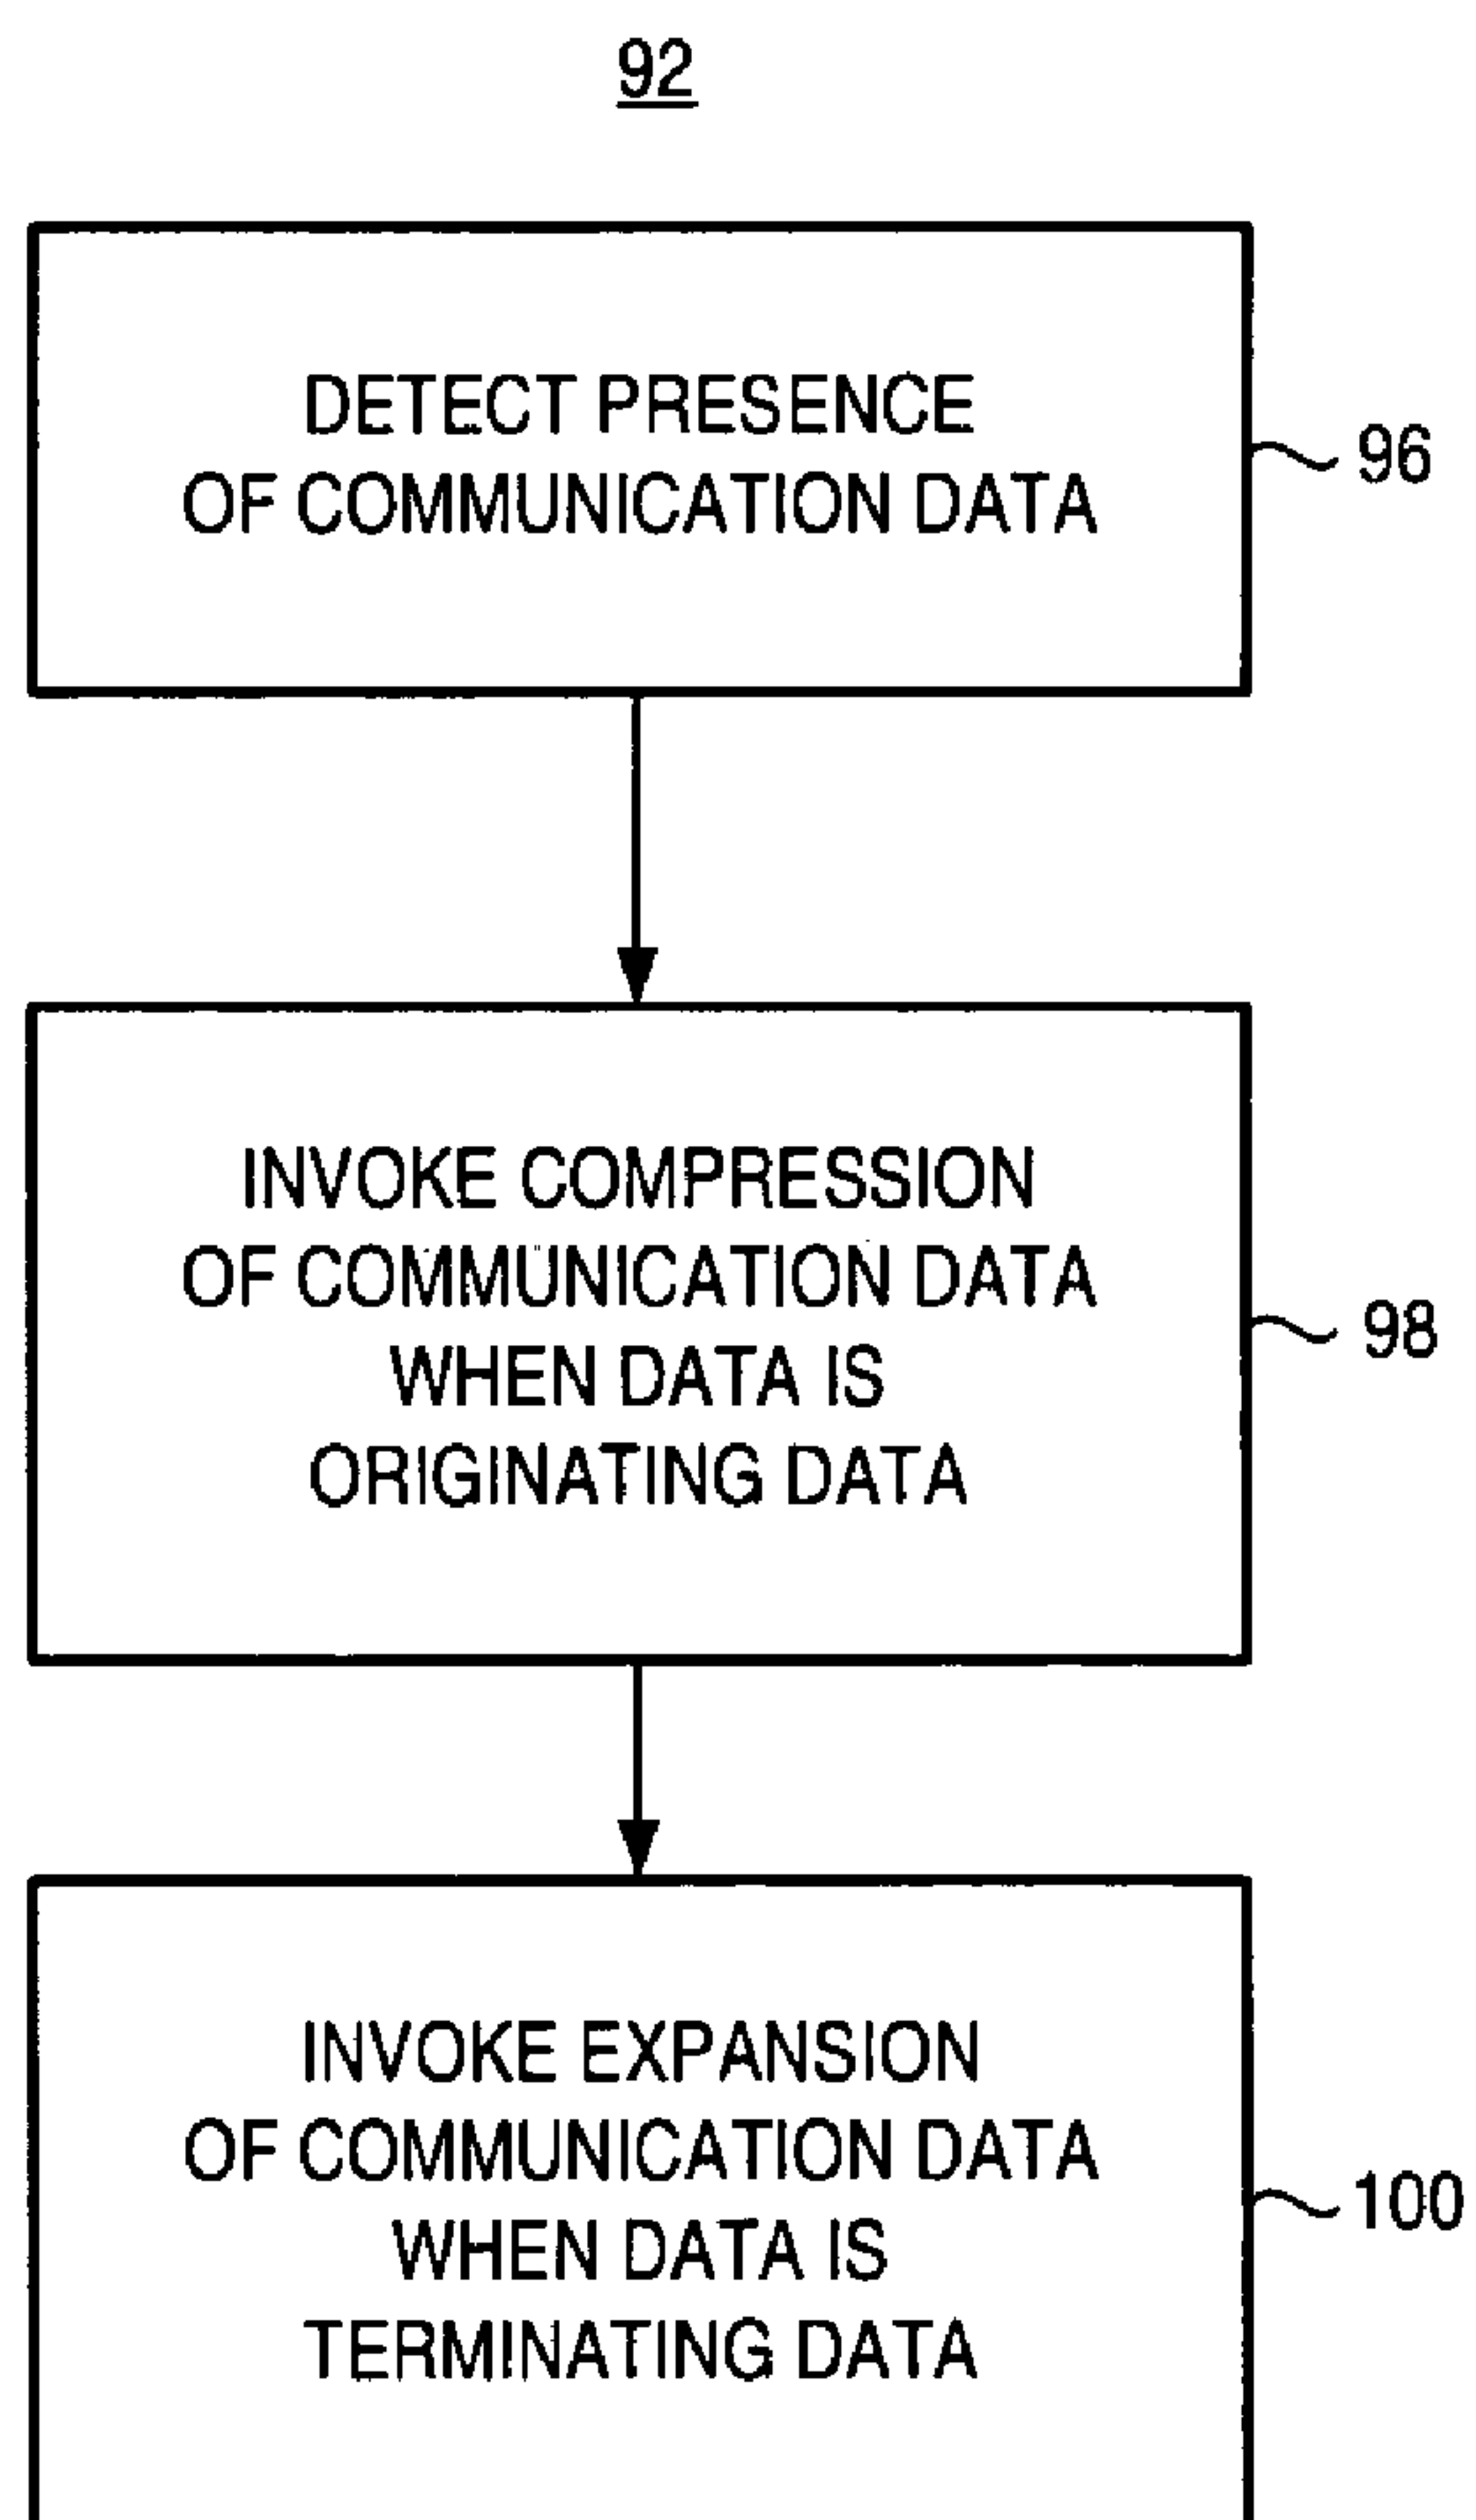 92
DETECT PRESENCE
OF COMMUNICATION DATA
96
INVOKE COMPRESSION
OF COMMUNICATION DATA
WHEN DATA IS
ORIGINATING DATA
98
INVOKE EXPANSION
OF COMMUNICATION DATA
WHEN DATA IS
TERMINATING DATA
100